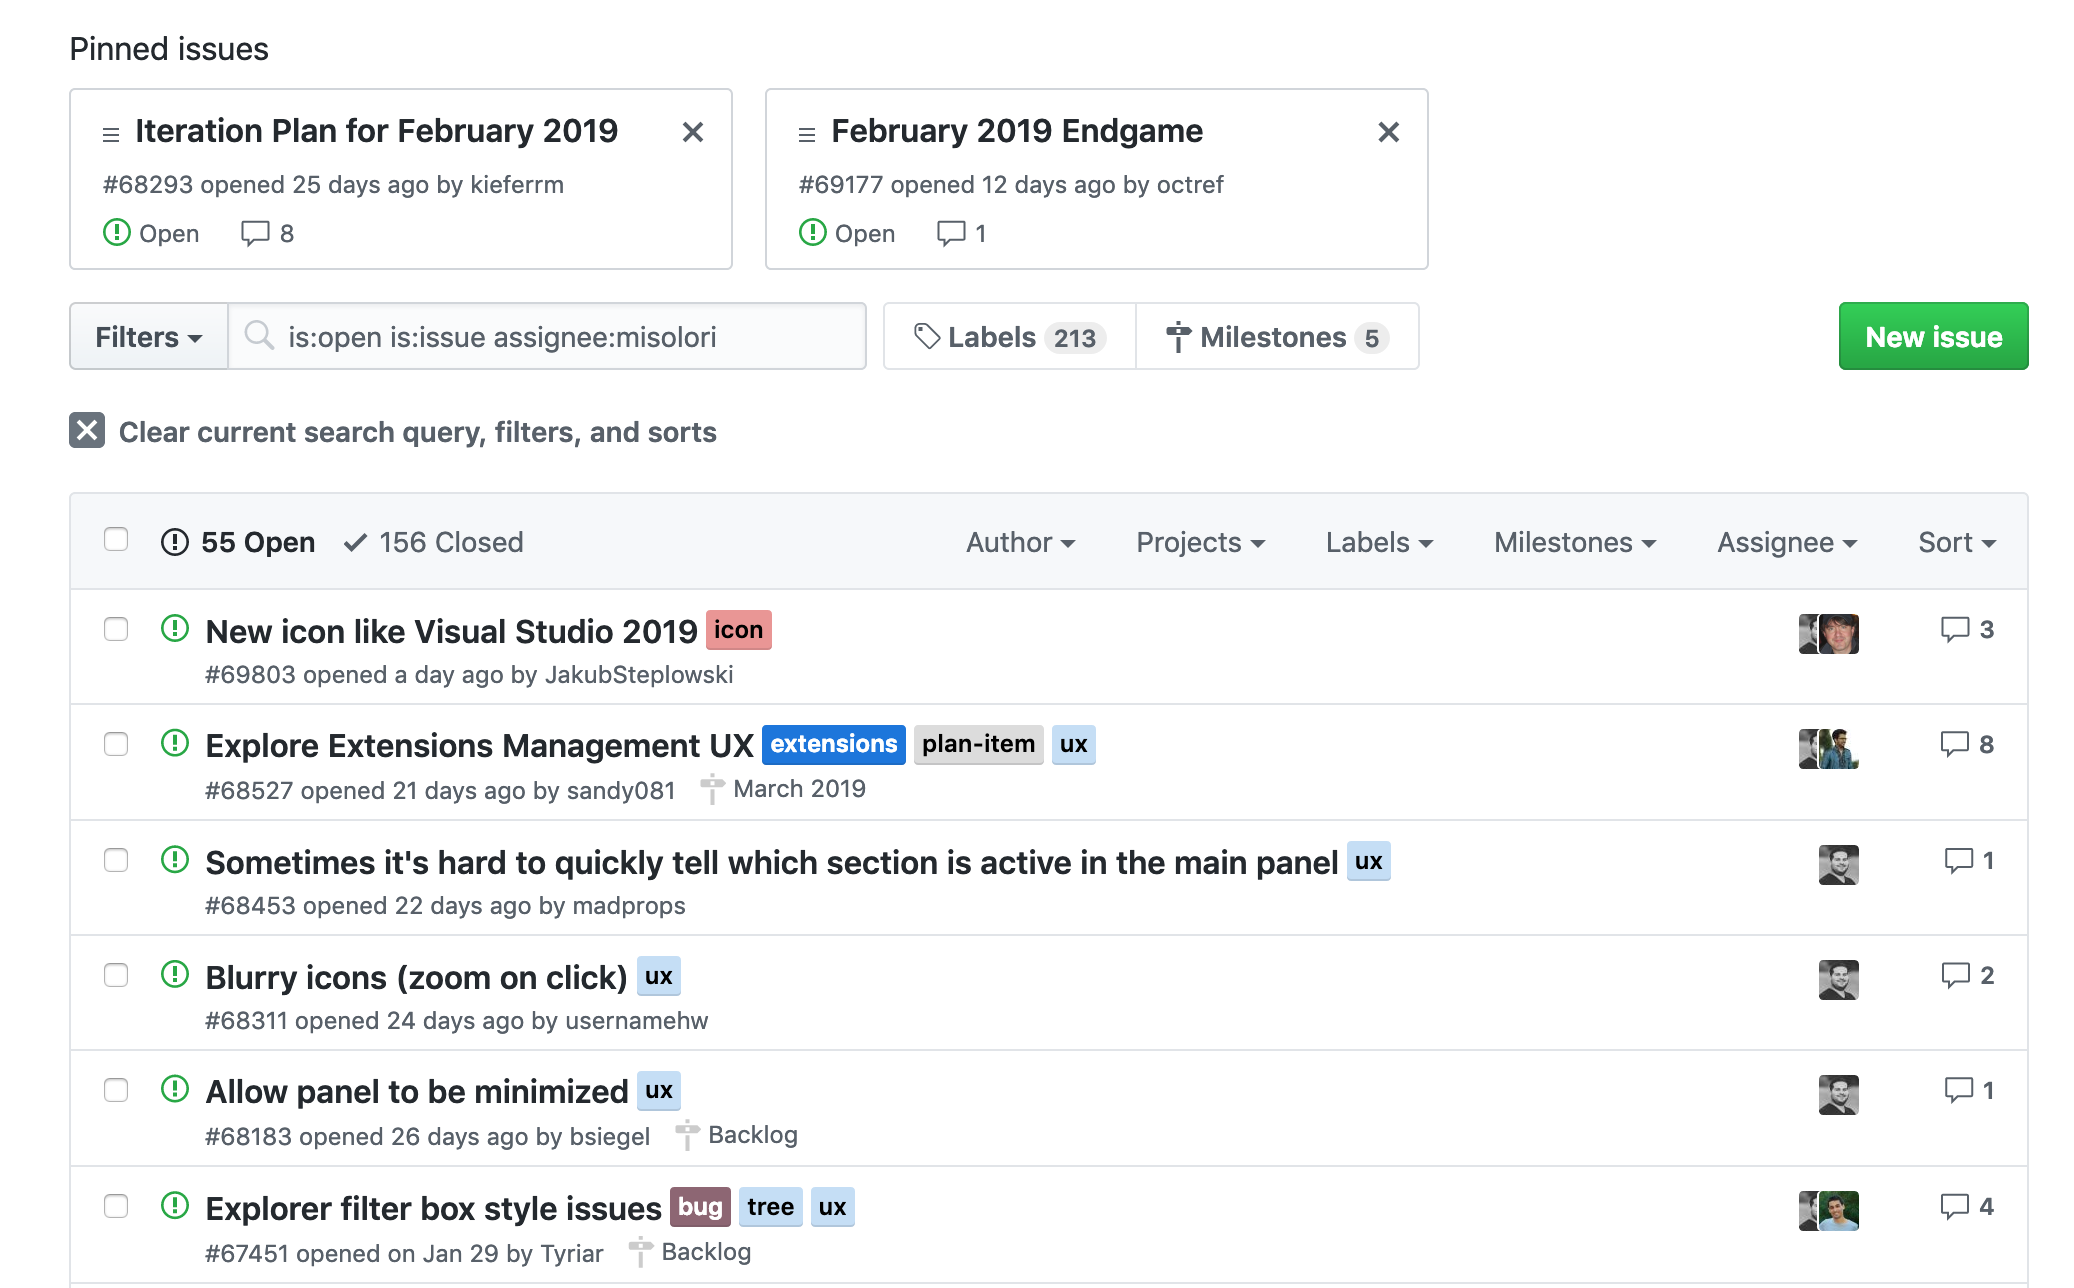 Pinned issues
Iteration Plan for February 2019
#68293 opened 25 days ago by kieferrm
Open 8
February 2019 Endgame
#69177 opened 12 days ago by octref
Open 1
Filters is:open is:issue assignee:misolori Labels 213 Milestones 5 New issue
Clear current search query, filters, and sorts
55 Open 156 Closed Author Projects Labels Milestones Assignee Sort
New icon like Visual Studio 2019 icon 3
#69803 opened a day ago by JakubSteplowski
Explore Extensions Management UX extensions plan-item ux 8
#68527 opened 21 days ago by sandy081 March 2019
Sometimes it's hard to quickly tell which section is active in the main panel ux 1
#68453 opened 22 days ago by madprops
Blurry icons (zoom on click) ux 2
#68311 opened 24 days ago by usernamehw
Allow panel to be minimized ux 1
#68183 opened 26 days ago by bsiegel Backlog
Explorer filter box style issues bug tree ux 4
#67451 opened on Jan 29 by Tyriar Backlog